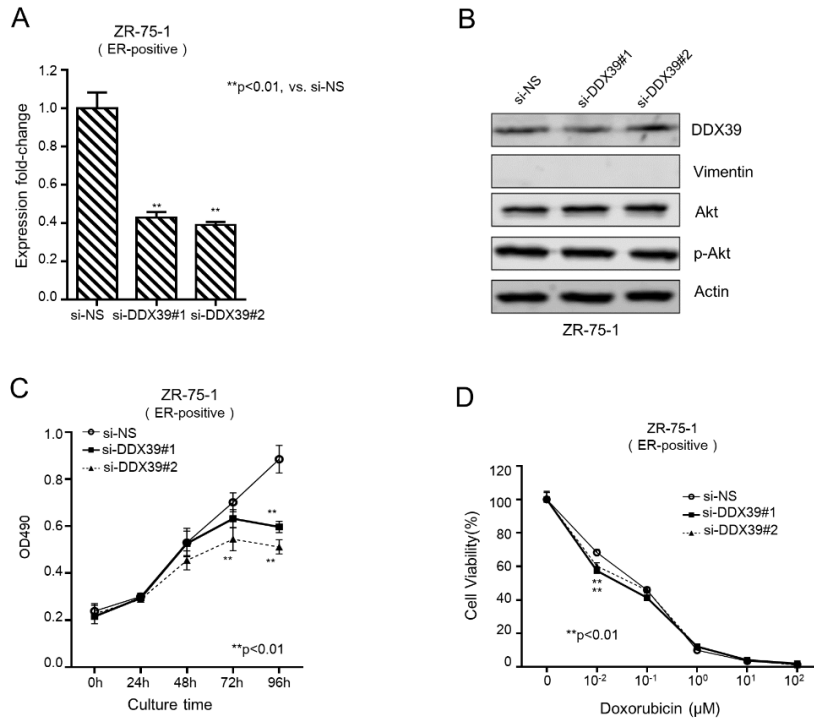 A
ZR-75-1
( ER-positive )
**p<0.01, vs. si-NS
Expression fold-change
1.2
1.0
0.8
0.6
0.4
0.2
0.0
**
**
si-NS si-DDX39#1 si-DDX39#2
B
si-NS
si-DDX39#1
si-DDX39#2
DDX39
Vimentin
Akt
p-Akt
Actin
ZR-75-1
C
ZR-75-1
( ER-positive )
si-NS
si-DDX39#1
si-DDX39#2
OD490
1.0
0.8
0.6
0.4
0.2
0.0
**
**
**
**p<0.01
0h 24h 48h 72h 96h
Culture time
D
ZR-75-1
( ER-positive )
si-NS
si-DDX39#1
si-DDX39#2
Cell Viability(%)
120
100
80
60
40
20
0
**
**
**p<0.01
0 10⁻² 10⁻¹ 10⁰ 10¹ 10²
Doxorubicin (μM)